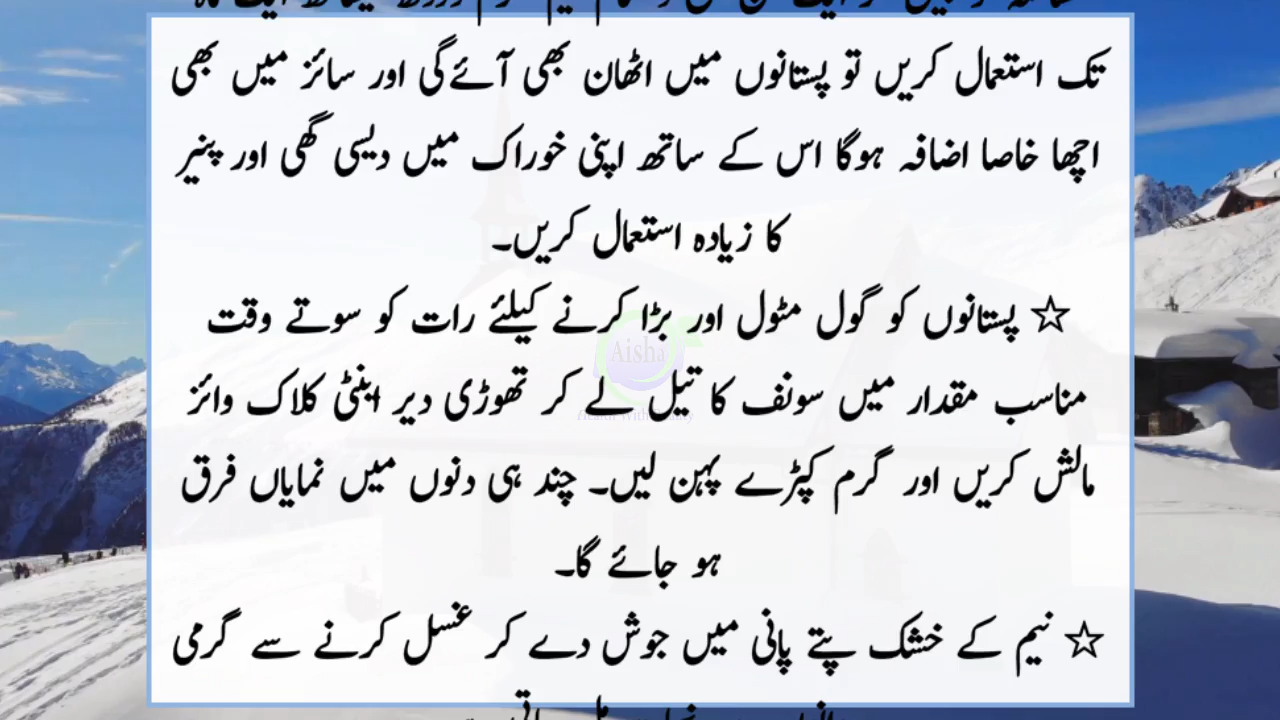 تک استعمال کریں تو پستانوں میں اٹھان بھی آئے گی اور سائز میں بھی
اچھا خاصا اضافہ ہوگا اس کے ساتھ اپنی خوراک میں دیسی گھی اور پنیر
کا زیادہ استعمال کریں۔
☆ پستانوں کو گول مٹول اور بڑا کرنے کیلئے رات کو سوتے وقت
Aisha
مناسب مقدار میں سونف کا تیل لے کر تھوڑی دیر اینٹی کلاک وائز
مالش کریں اور گرم کپڑے پہن لیں۔ چند ہی دنوں میں نمایاں فرق
ہو جائے گا۔
☆ نیم کے خشک پتے پانی میں جوش دے کر غسل کرنے سے گرمی